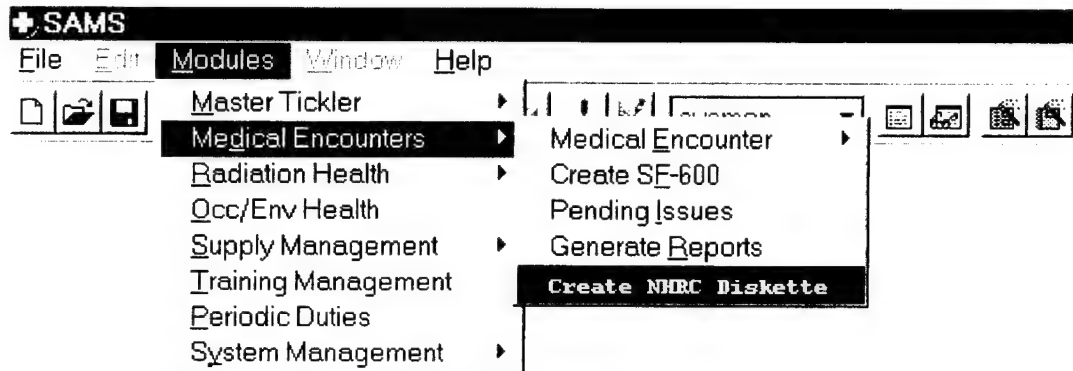 SAMS
File Edit Modules Window Help
Master Tickler
Medical Encounters
Radiation Health
Occ/Env Health
Supply Management
Training Management
Periodic Duties
System Management
Medical Encounter
Create SF-600
Pending Issues
Generate Reports
Create NHRC Diskette